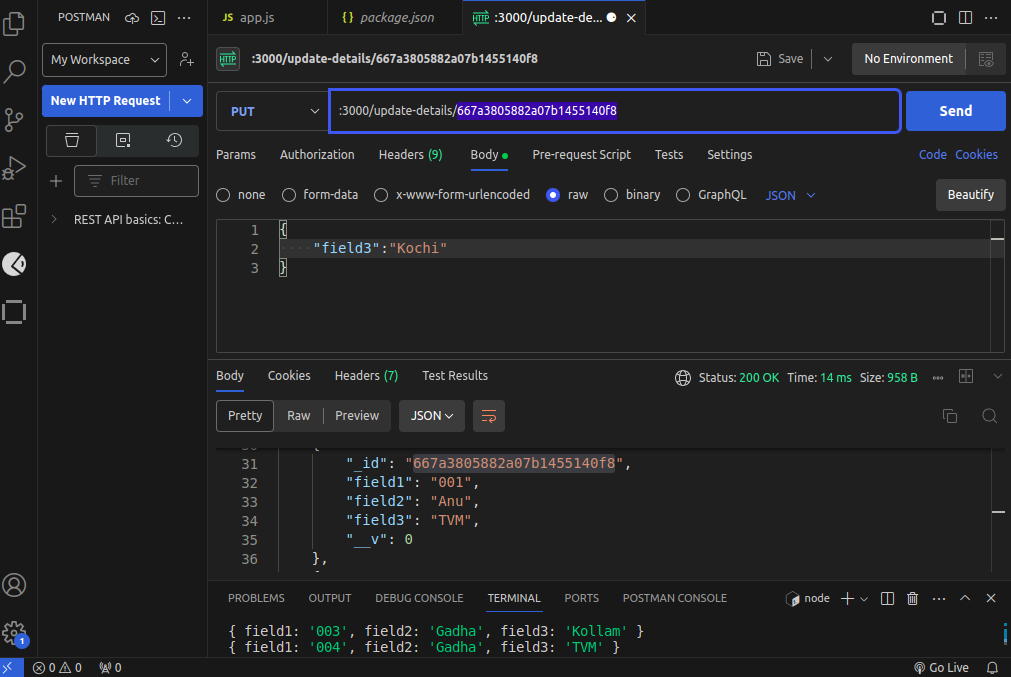 POSTMAN
JS app.js
{ } package.json
HTTP :3000/update-de...
My Workspace
HTTP :3000/update-details/667a3805882a07b1455140f8
Save
No Environment
New HTTP Request
PUT
:3000/update-details/667a3805882a07b1455140f8
Send
Params
Authorization
Headers (9)
Body
Pre-request Script
Tests
Settings
Code
Cookies
Filter
REST API basics: C...
none
form-data
x-www-form-urlencoded
raw
binary
GraphQL
JSON
Beautify
1 {
2 "field3":"Kochi"
3 }
Body
Cookies
Headers (7)
Test Results
Status: 200 OK Time: 14 ms Size: 958 B
Pretty
Raw
Preview
JSON
31 "_id": "667a3805882a07b1455140f8",
32 "field1": "001",
33 "field2": "Anu",
34 "field3": "TVM",
35 "__v": 0
36 },
PROBLEMS
OUTPUT
DEBUG CONSOLE
TERMINAL
PORTS
POSTMAN CONSOLE
node
{ field1: '003', field2: 'Gadha', field3: 'Kollam' }
{ field1: '004', field2: 'Gadha', field3: 'TVM' }
1
0
0
0
Go Live